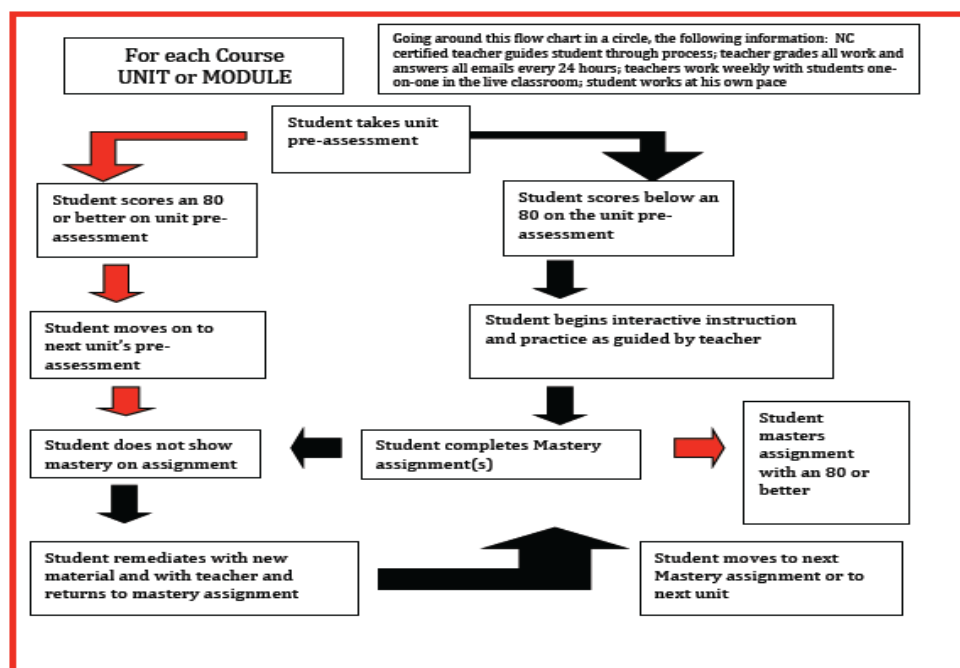 For each Course
UNIT or MODULE
Going around this flow chart in a circle, the following information: NC
certified teacher guides student through process; teacher grades all work and
answers all emails every 24 hours; teachers work weekly with students one-
on-one in the live classroom; student works at his own pace
Student takes unit
pre-assessment
Student scores an 80
or better on unit pre-
assessment
Student scores below an
80 on the unit pre-
assessment
Student moves on to
next unit’s pre-
assessment
Student begins interactive instruction
and practice as guided by teacher
Student does not show
mastery on assignment
Student completes Mastery
assignment(s)
Student
masters
assignment
with an 80 or
better
Student remediates with new
material and with teacher and
returns to mastery assignment
Student moves to next
Mastery assignment or to
next unit